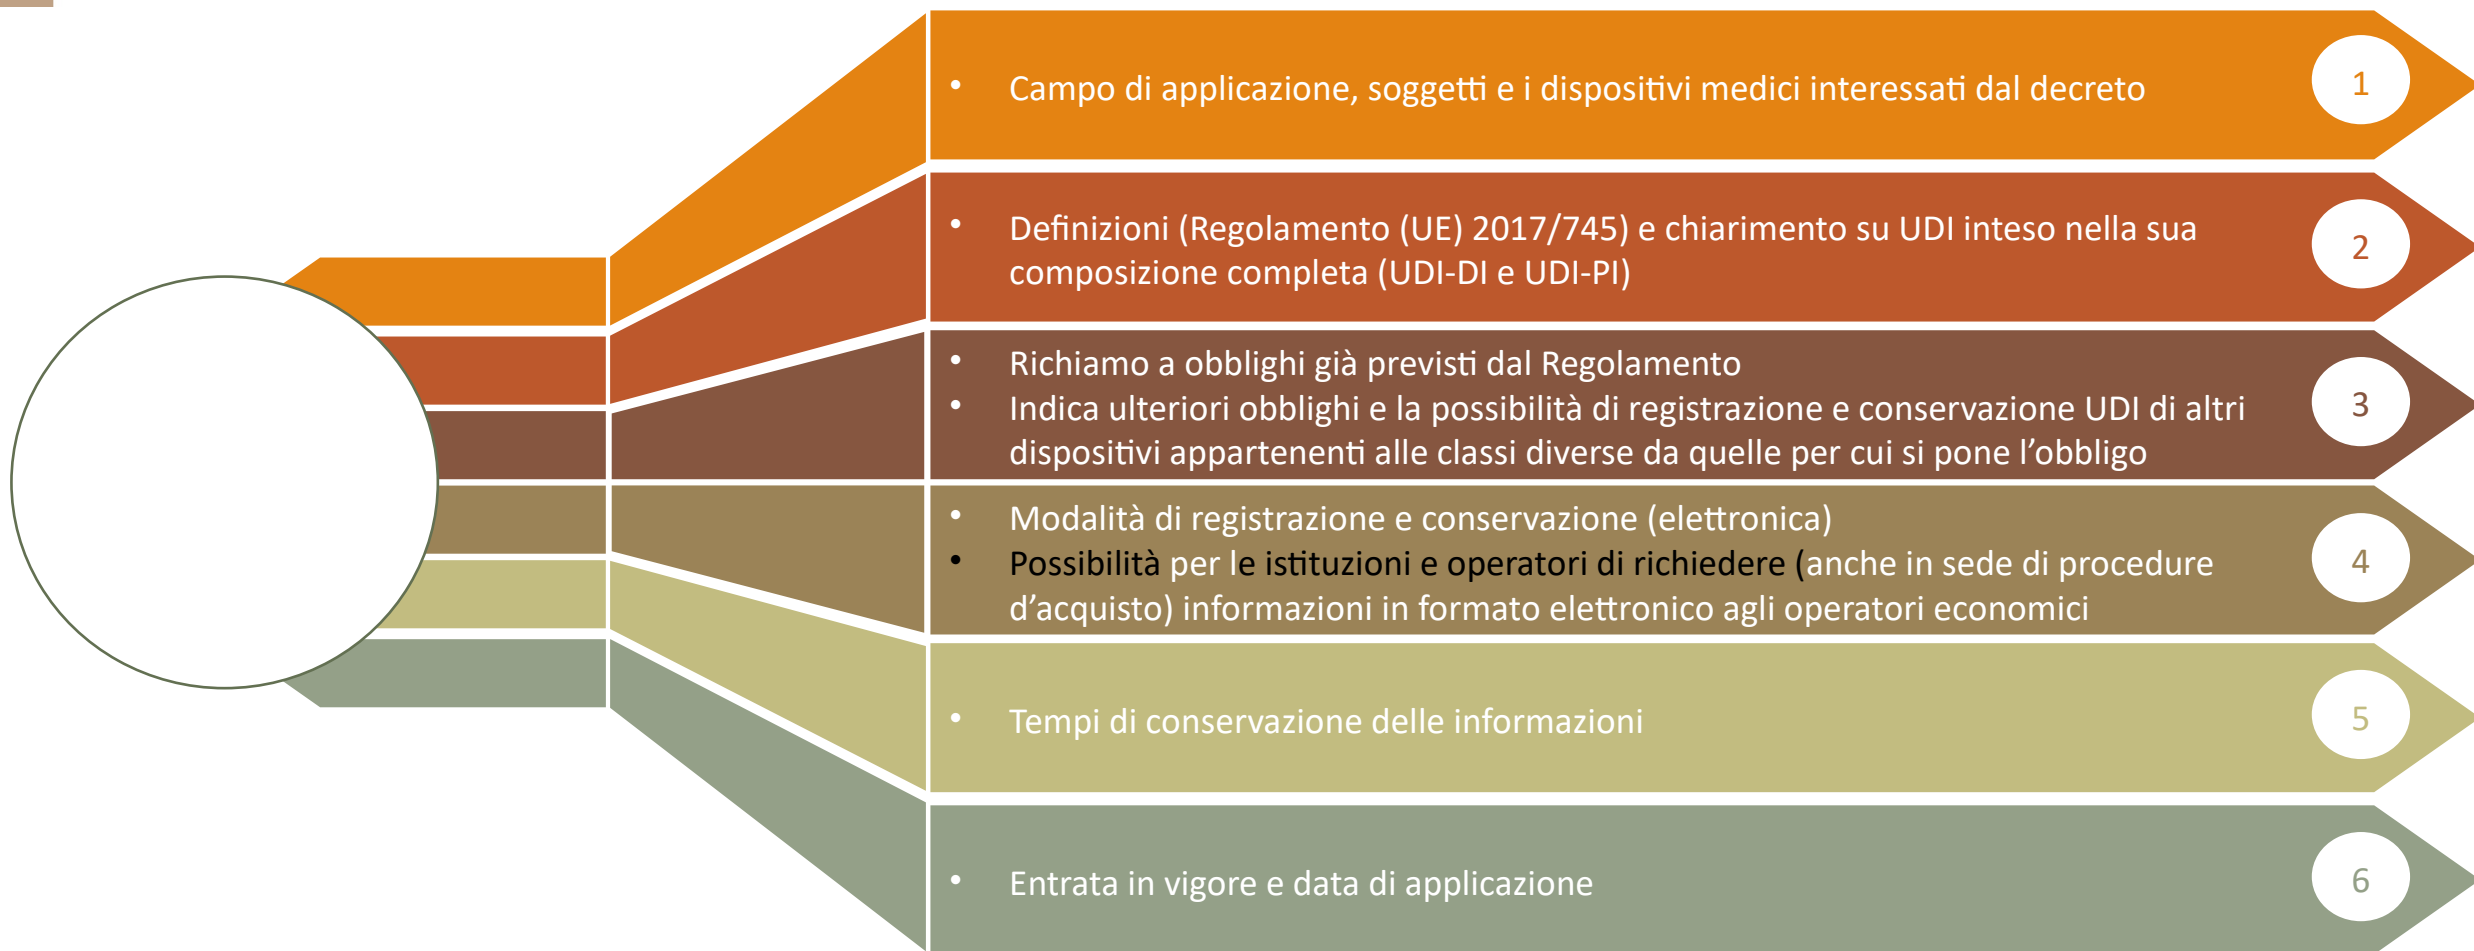 • Campo di applicazione, soggetti e i dispositivi medici interessati dal decreto
1
• Definizioni (Regolamento (UE) 2017/745) e chiarimento su UDI inteso nella sua
composizione completa (UDI-DI e UDI-PI)
2
• Richiamo a obblighi già previsti dal Regolamento
• Indica ulteriori obblighi e la possibilità di registrazione e conservazione UDI di altri
dispositivi appartenenti alle classi diverse da quelle per cui si pone l’obbligo
3
• Modalità di registrazione e conservazione (elettronica)
• Possibilità per le istituzioni e operatori di richiedere (anche in sede di procedure
d’acquisto) informazioni in formato elettronico agli operatori economici
4
• Tempi di conservazione delle informazioni
5
• Entrata in vigore e data di applicazione
6